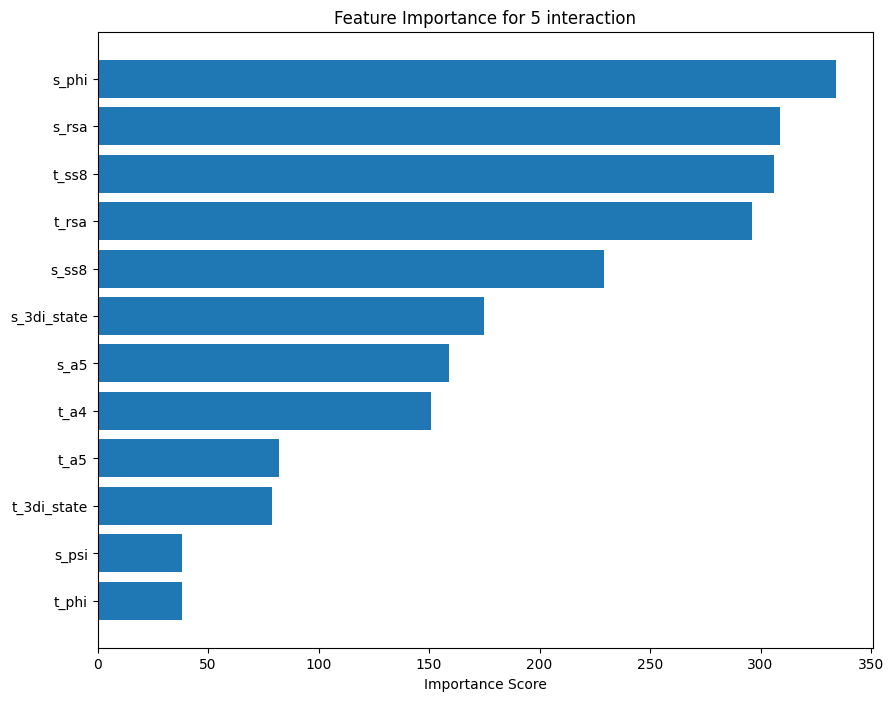 Feature Importance for 5 interaction
s_phi
s_rsa
t_ss8
t_rsa
s_ss8
s_3di_state
s_a5
t_a4
t_a5
t_3di_state
s_psi
t_phi
0 50 100 150 200 250 300 350
Importance Score